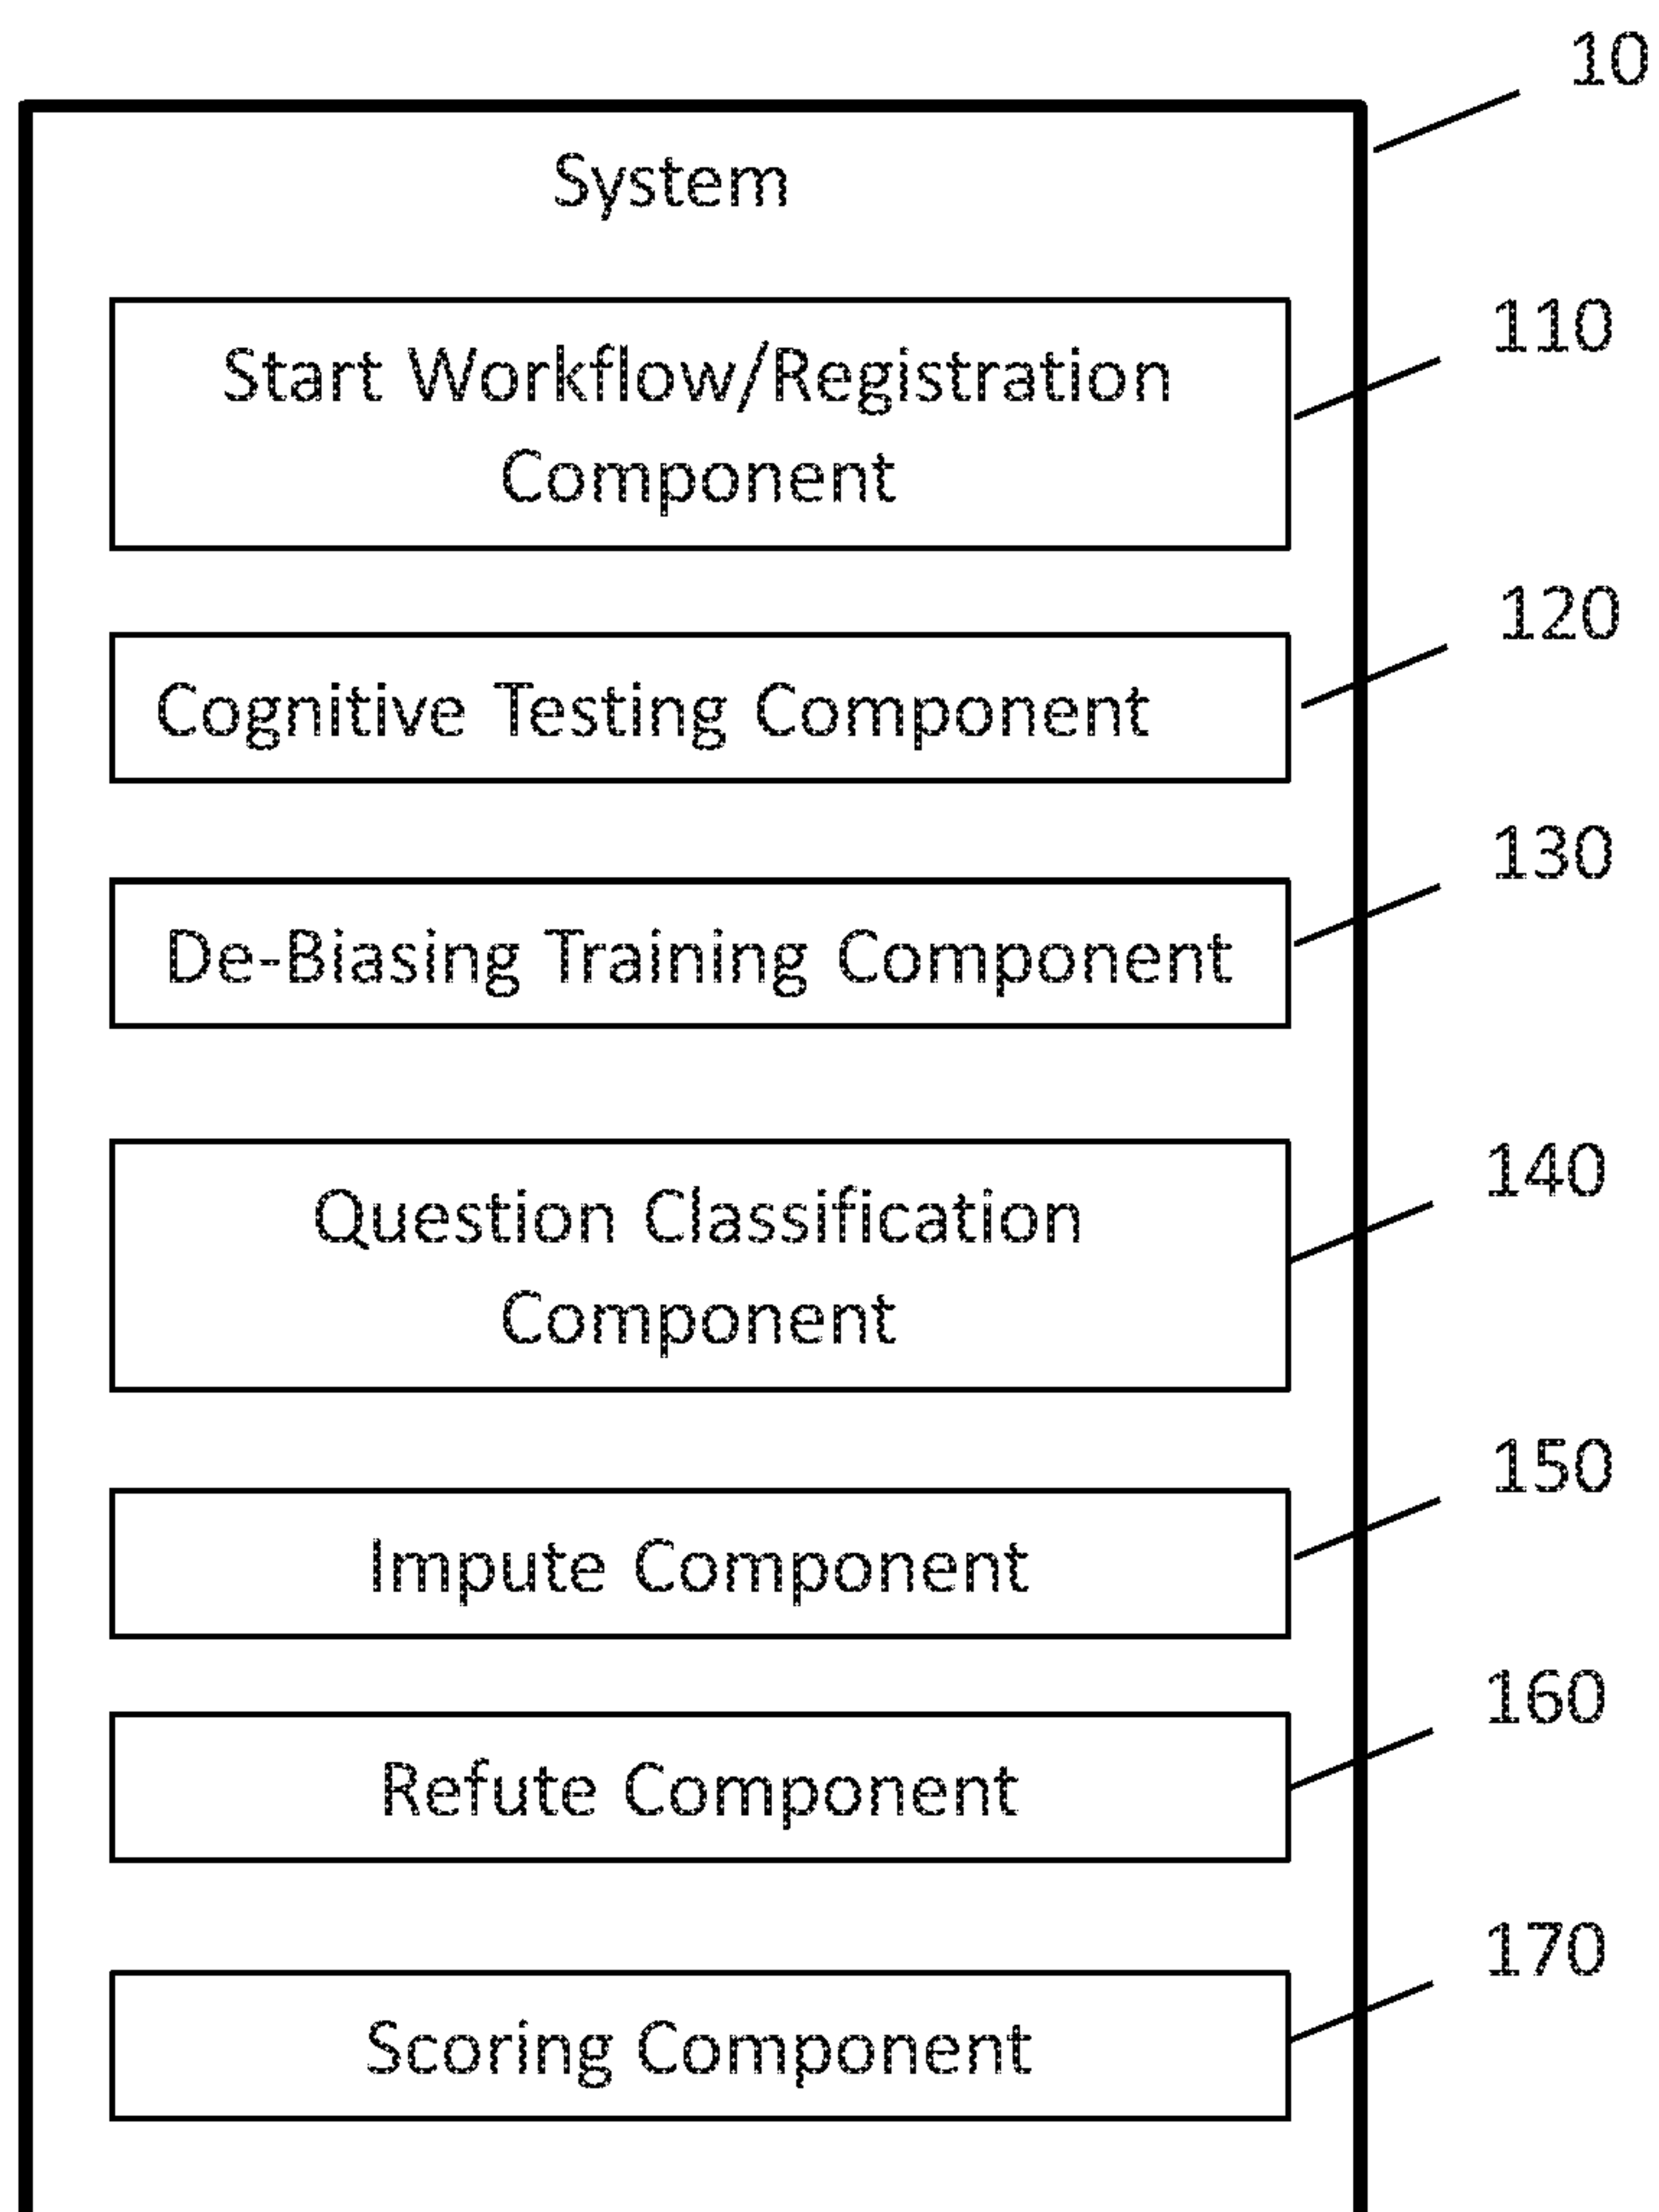 10
System
110
Start Workflow/Registration
Component
120
Cognitive Testing Component
130
De-Biasing Training Component
140
Question Classification
Component
150
Impute Component
160
Refute Component
170
Scoring Component